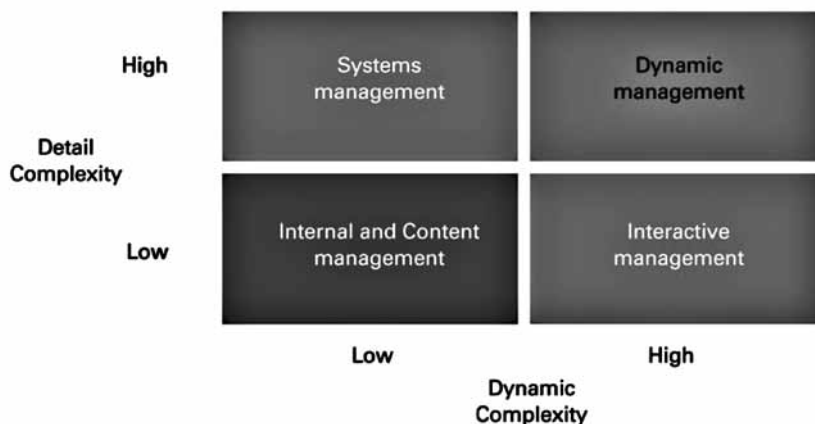 High
Systems
management
Dynamic
management
Detail
Complexity
Low
Internal and Content
management
Interactive
management
Low
High
Dynamic
Complexity